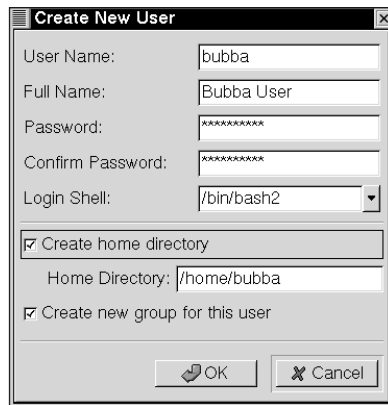 Create New User
User Name: bubba
Full Name: Bubba User
Password: **********
Confirm Password: **********
Login Shell: /bin/bash2
Create home directory
Home Directory: /home/bubba
Create new group for this user
OK Cancel